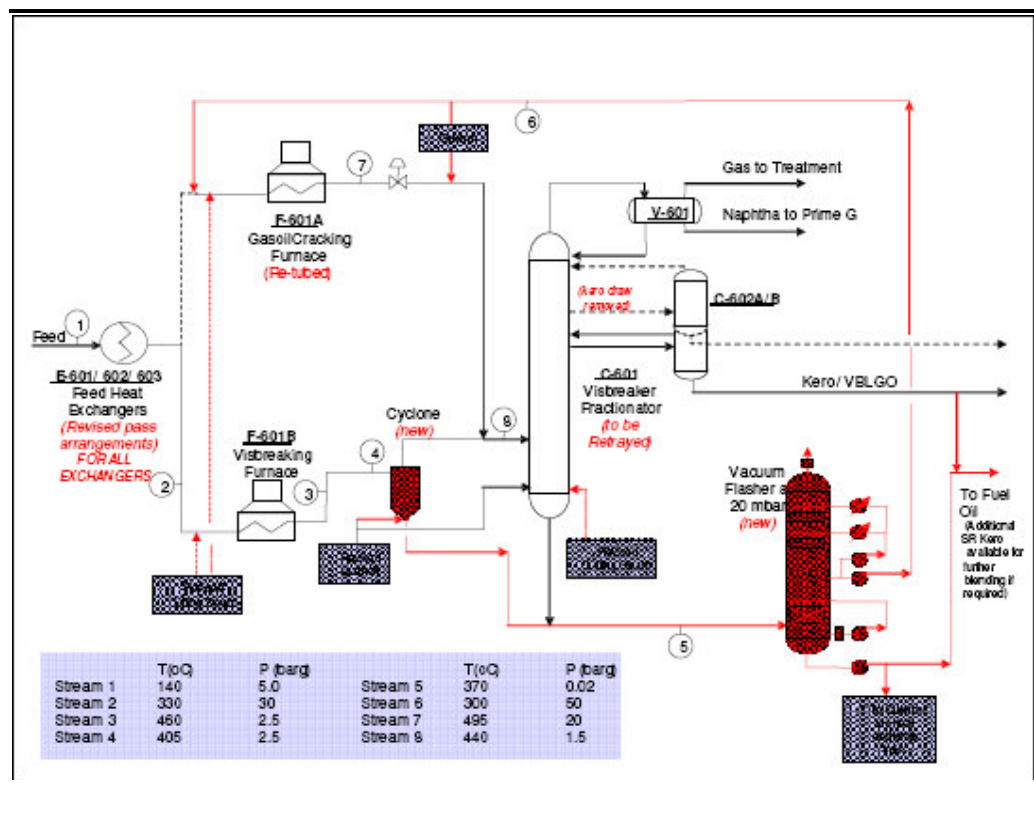 6
7
F-601A
GasoilCracking
Furnace
(Re-tubed)
Gas to Treatment
V-601
Naphtha to Prime G
(kero draw
removed)
C-602A/B
Feed
1
E-601/ 602/ 603
Feed Heat
Exchangers
(Revised pass
arrangements)
FOR ALL
EXCHANGERS
2
C-601
Visbreaker
Fractionator
(to be
Retrayed)
Kero/ VBLGO
Cyclone
(new)
8
4
F-601B
Visbreaking
Furnace
3
Vacuum
Flasher a
20 mbar
(new)
To Fuel
Oil
(Additional
SR Kero
available for
further
blending if
required)
5
T(oC) P (barg) T(oC) P (barg)
Stream 1 140 5.0 Stream 5 370 0.02
Stream 2 330 30 Stream 6 300 50
Stream 3 460 2.5 Stream 7 495 20
Stream 4 405 2.5 Stream 8 440 1.5